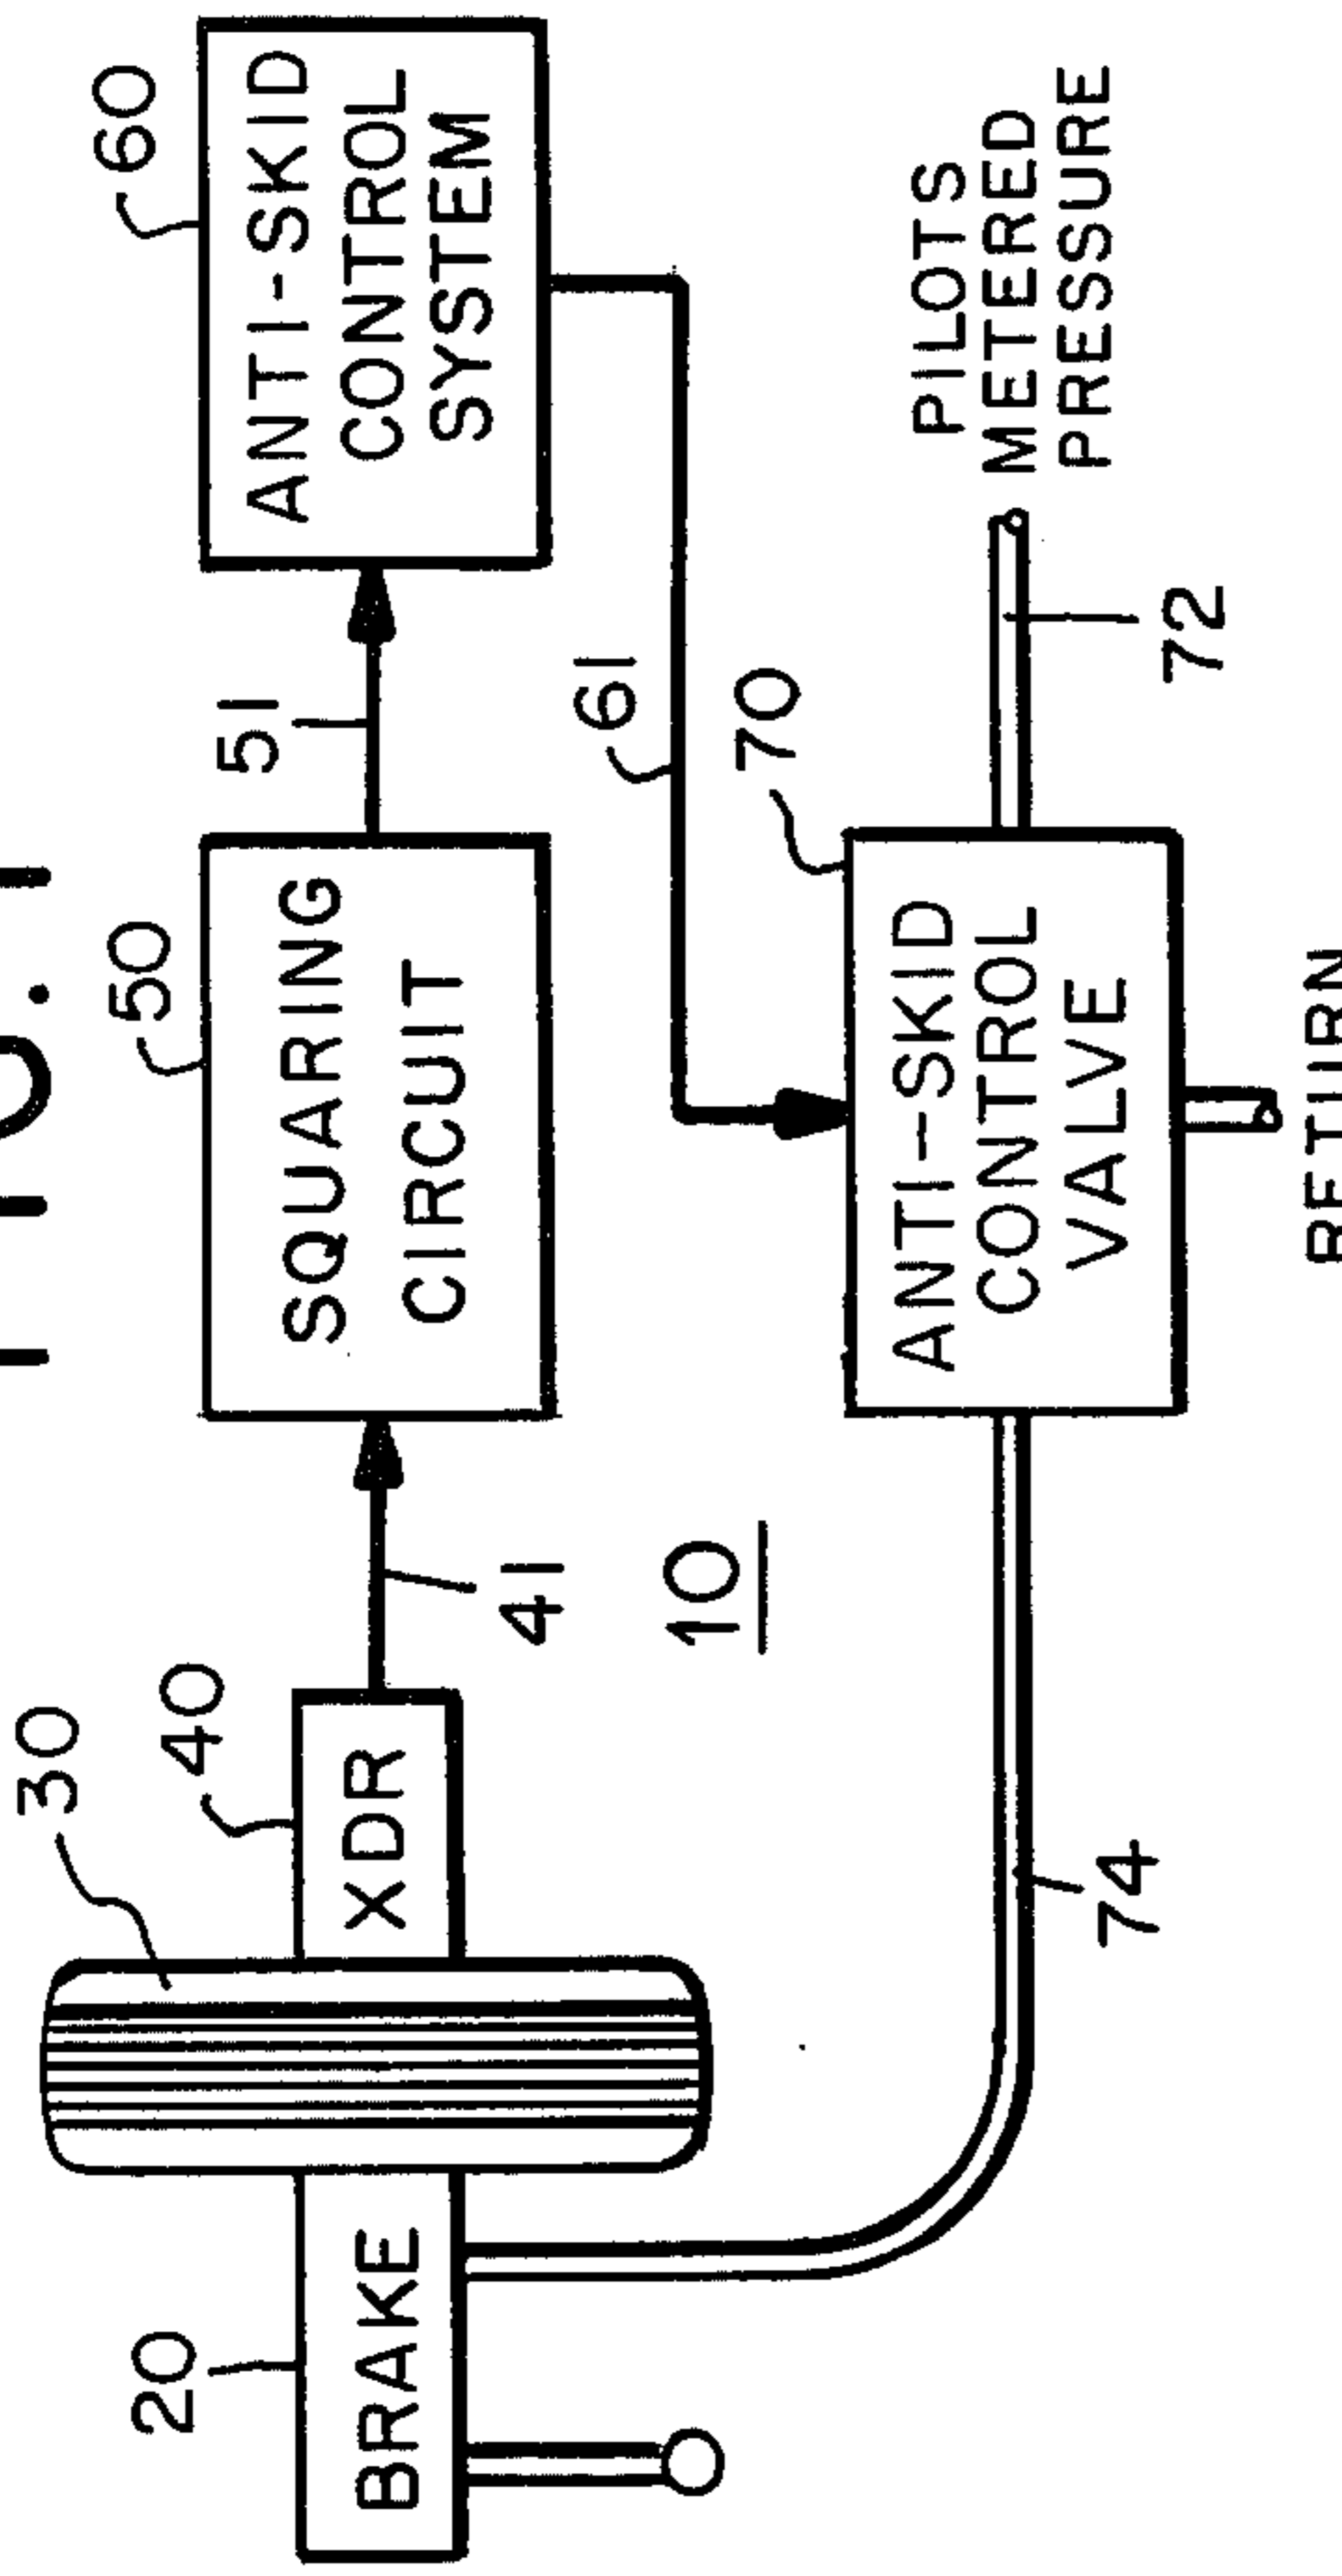 FIG. 1
60
ANTI-SKID
CONTROL
SYSTEM
50
SQUARING
CIRCUIT
51
30
40
XDR
41
20
BRAKE
10
61
70
ANTI-SKID
CONTROL
VALVE
PILOTS
METERED
PRESSURE
72
74
RETURN